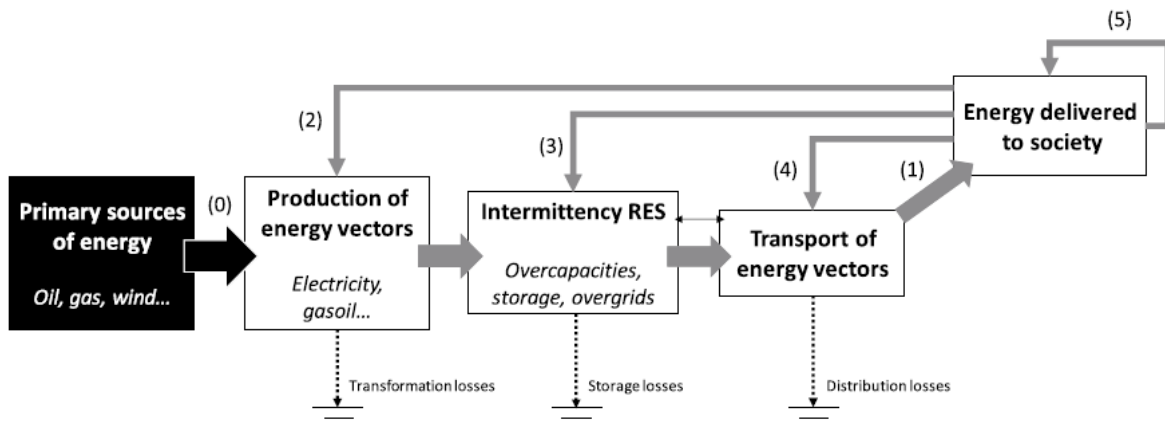 (5)
Energy delivered
to society
(2)
(3)
(4)
(1)
Primary sources
of energy
Oil, gas, wind...
(0)
Production of
energy vectors
Electricity,
gasoil...
Intermittency RES
Overcapacities,
storage, overgrids
Transport of
energy vectors
Transformation losses
Storage losses
Distribution losses